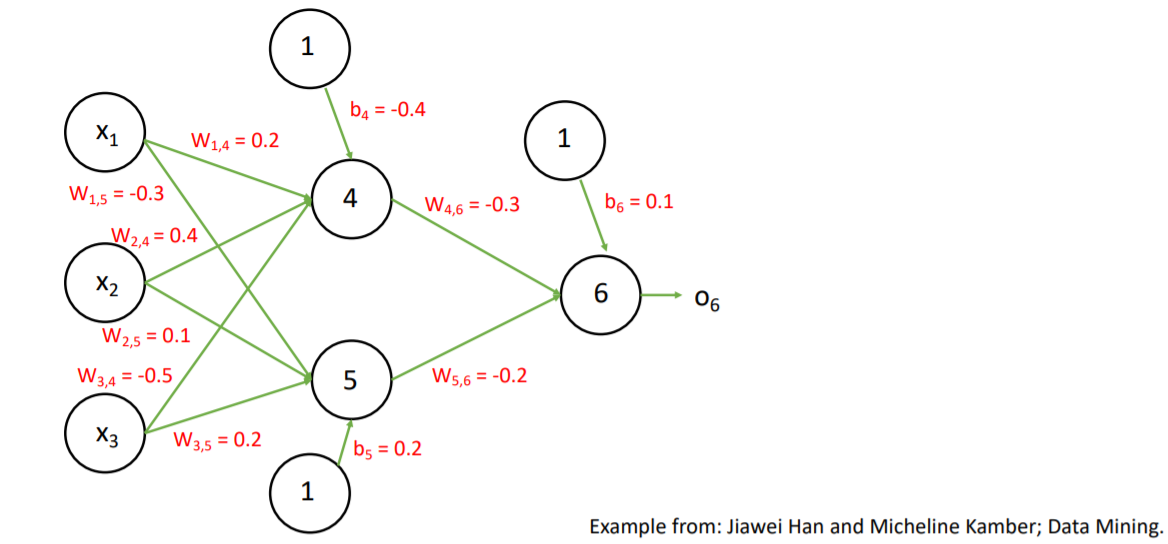 1
b₄ = -0.4
x₁
W₁,₄ = 0.2
1
W₁,₅ = -0.3
4
W₄,₆ = -0.3
b₆ = 0.1
W₂,₄ = 0.4
x₂
6
o₆
W₂,₅ = 0.1
W₃,₄ = -0.5
5
W₅,₆ = -0.2
x₃
W₃,₅ = 0.2
b₅ = 0.2
1
Example from: Jiawei Han and Micheline Kamber; Data Mining.